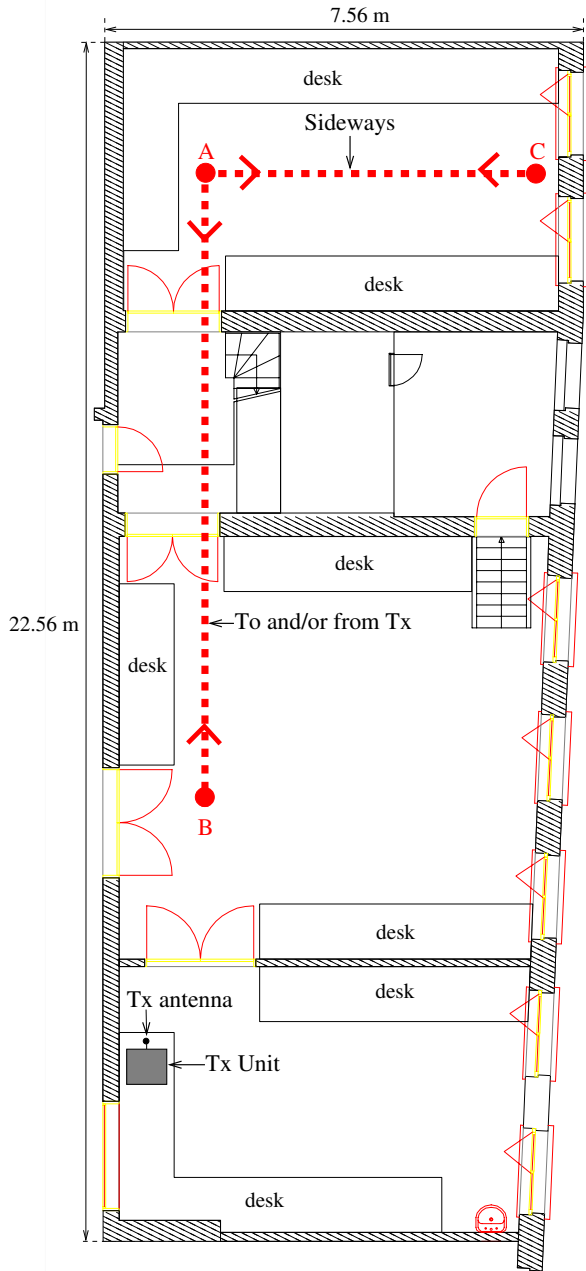 7.56 m
desk
Sideways
A
C
desk
desk
22.56 m
To and/or from Tx
desk
B
desk
desk
Tx antenna
Tx Unit
desk